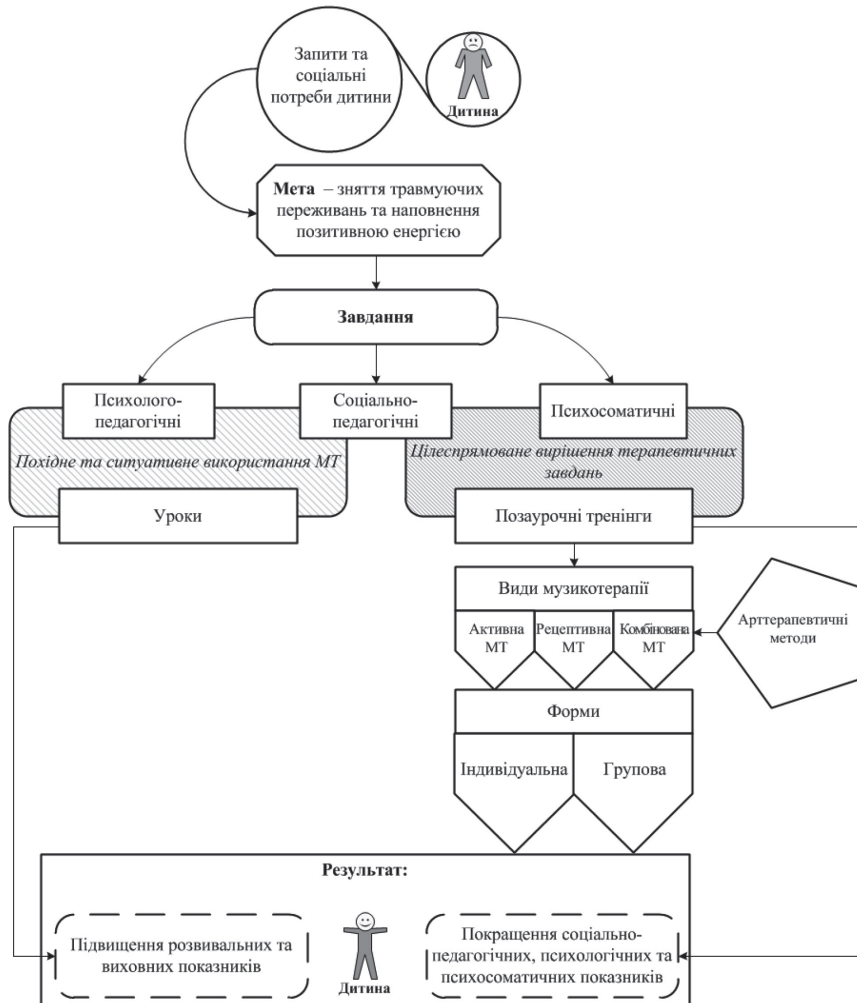 Запити та
соціальні
потреби дитини
Дитина
Мета – зняття травмуючих
переживань та наповнення
позитивною енергією
Завдання
Психолого-
педагогічні
Соціально-
педагогічні
Психосоматичні
Похідне та ситуативне використання МТ
Цілеспрямоване вирішення терапевтичних
завдань
Уроки
Позаурочні тренінги
Види музикотерапії
Активна
МТ
Рецептивна
МТ
Комбінована
МТ
Арттерапевтичні
методи
Форми
Індивідуальна
Групова
Результат:
Підвищення розвивальних та
виховних показників
Дитина
Покращення соціально-
педагогічних, психологічних та
психосоматичних показників